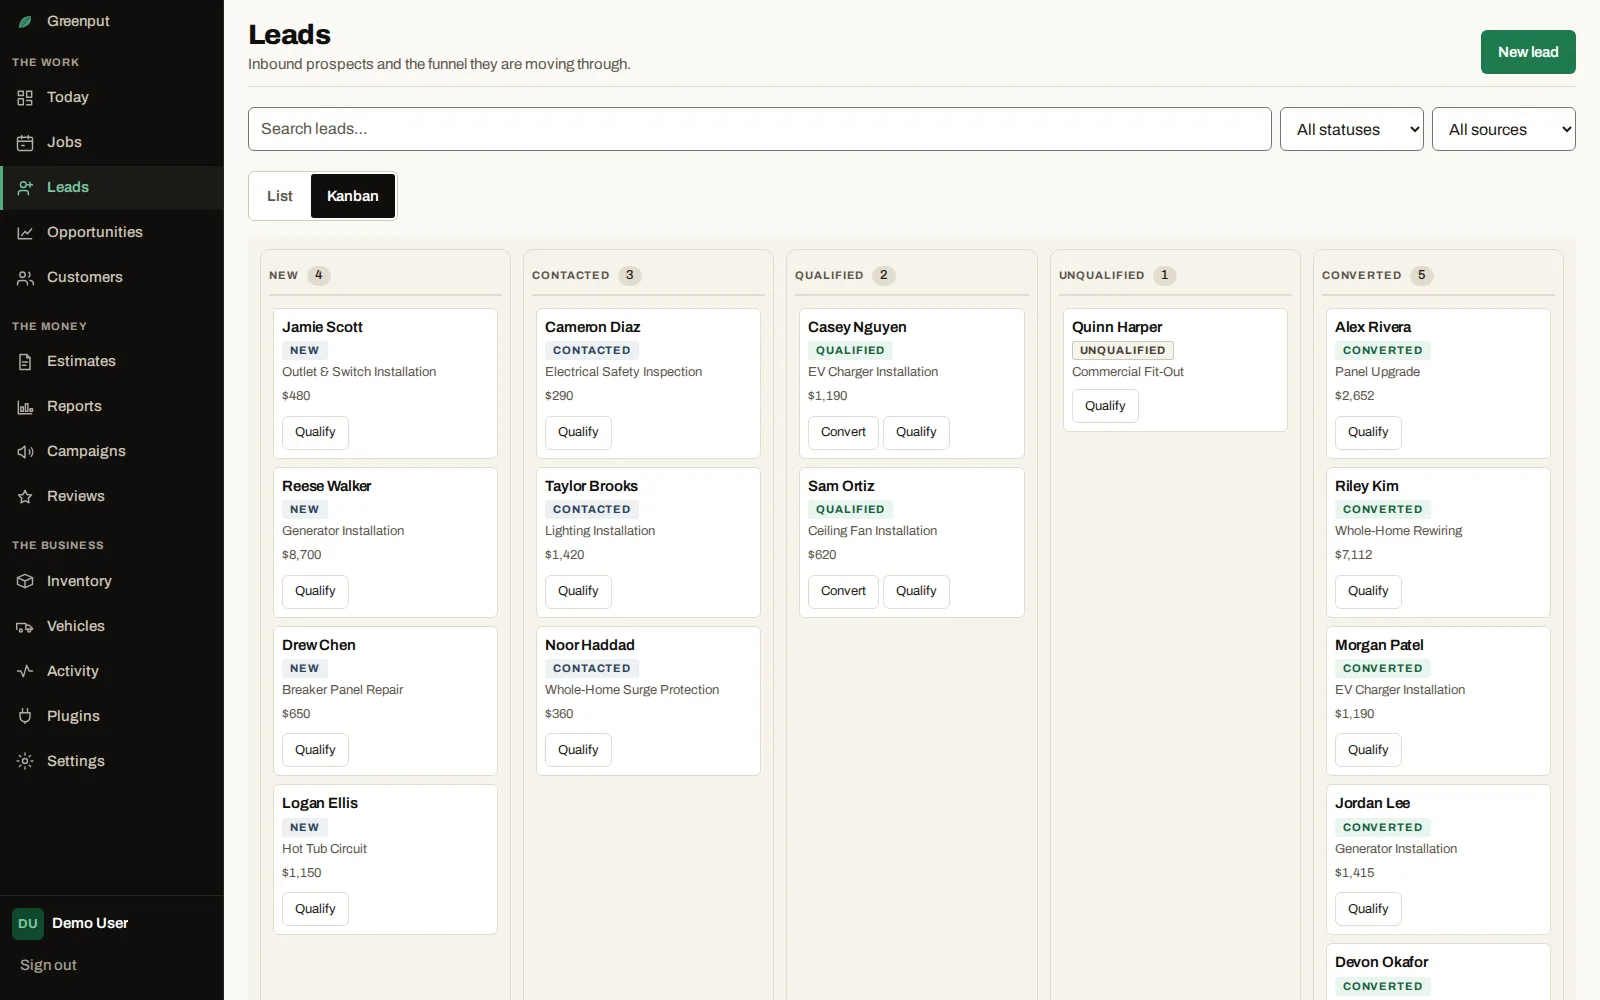 Greenput
THE WORK
Today
Jobs
Leads
Opportunities
Customers
THE MONEY
Estimates
Reports
Campaigns
Reviews
THE BUSINESS
Inventory
Vehicles
Activity
Plugins
Settings
DU Demo User
Sign out
Leads
Inbound prospects and the funnel they are moving through.
New lead
Search leads...
All statuses
All sources
List
Kanban
NEW 4
Jamie Scott
NEW
Outlet & Switch Installation
$480
Qualify
Reese Walker
NEW
Generator Installation
$8,700
Qualify
Drew Chen
NEW
Breaker Panel Repair
$650
Qualify
Logan Ellis
NEW
Hot Tub Circuit
$1,150
Qualify
CONTACTED 3
Cameron Diaz
CONTACTED
Electrical Safety Inspection
$290
Qualify
Taylor Brooks
CONTACTED
Lighting Installation
$1,420
Qualify
Noor Haddad
CONTACTED
Whole-Home Surge Protection
$360
Qualify
QUALIFIED 2
Casey Nguyen
QUALIFIED
EV Charger Installation
$1,190
Convert Qualify
Sam Ortiz
QUALIFIED
Ceiling Fan Installation
$620
Convert Qualify
UNQUALIFIED 1
Quinn Harper
UNQUALIFIED
Commercial Fit-Out
Qualify
CONVERTED 5
Alex Rivera
CONVERTED
Panel Upgrade
$2,652
Qualify
Riley Kim
CONVERTED
Whole-Home Rewiring
$7,112
Qualify
Morgan Patel
CONVERTED
EV Charger Installation
$1,190
Qualify
Jordan Lee
CONVERTED
Generator Installation
$1,415
Qualify
Devon Okafor
CONVERTED